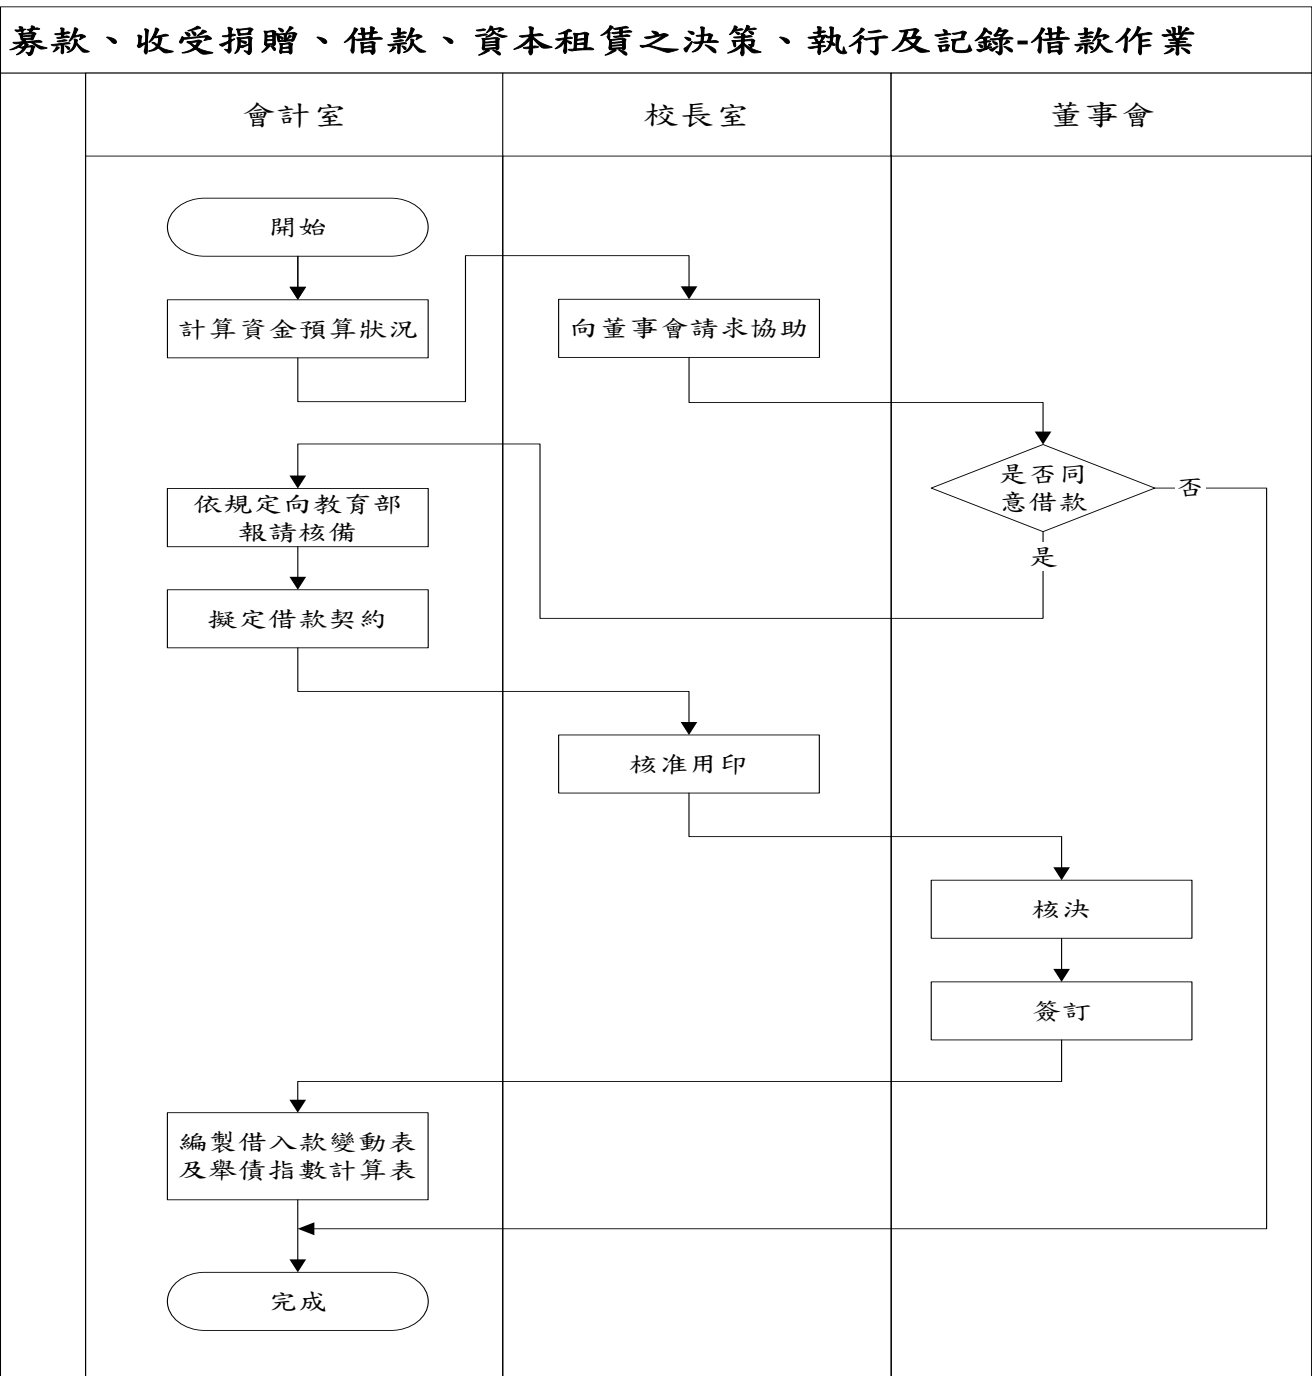 募款、收受捐贈、借款、資本租賃之決策、執行及記錄-借款作業
會計室
校長室
董事會
開始
計算資金預算狀況
向董事會請求協助
是否同
意借款
否
是
依規定向教育部
報請核備
擬定借款契約
核准用印
核決
簽訂
編製借入款變動表
及舉債指數計算表
完成